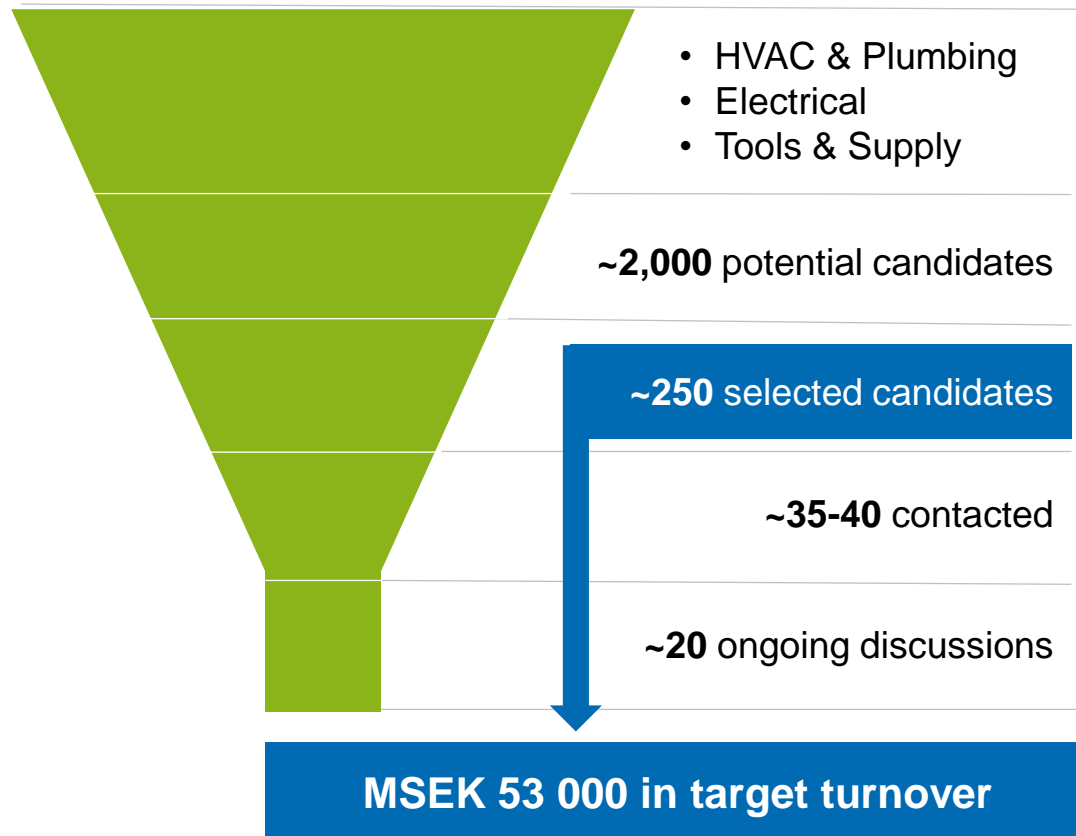 • HVAC & Plumbing
• Electrical
• Tools & Supply
~2,000 potential candidates
~250 selected candidates
~35-40 contacted
~20 ongoing discussions
MSEK 53 000 in target turnover